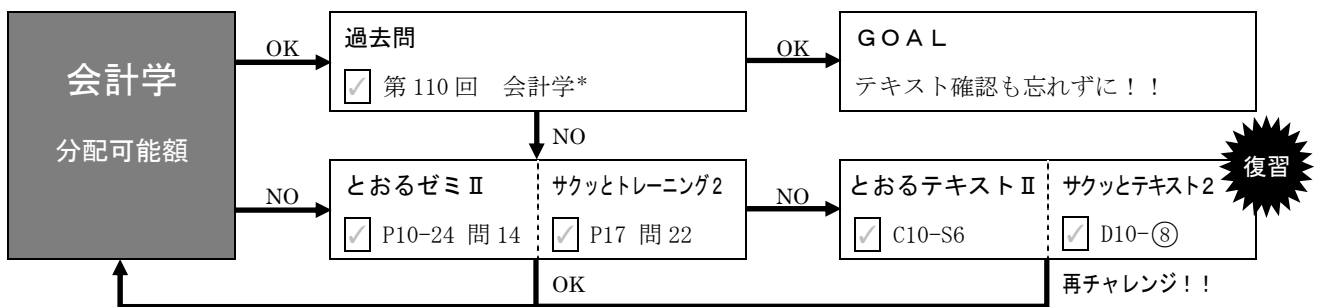 会計学
分配可能額
OK
過去問
✓ 第110回 会計学*
OK
GOAL
テキスト確認も忘れずに！！
NO
NO
とおるゼミⅡ
✓ P10-24 問14
サクッとトレーニング2
✓ P17 問22
NO
とおるテキストⅡ
✓ C10-S6
サクッとテキスト2
✓ D10-⑧
復習
OK
再チャレンジ！！